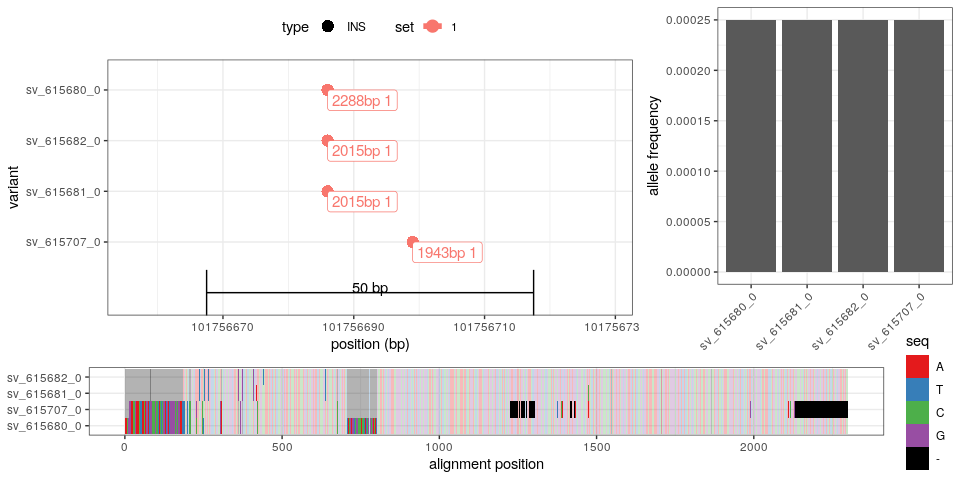 type INS set 1
variant
sv_615680_0
sv_615682_0
sv_615681_0
sv_615707_0
2288bp 1
2015bp 1
2015bp 1
1943bp 1
50 bp
101756670 101756690 101756710 10175673
position (bp)
allele frequency
0.00025
0.00020
0.00015
0.00010
0.00005
0.00000
sv_615680_0 sv_615681_0 sv_615682_0 sv_615707_0
sv_615682_0
sv_615681_0
sv_615707_0
sv_615680_0
0 500 1000 1500 2000
alignment position
seq
A
T
C
G
-